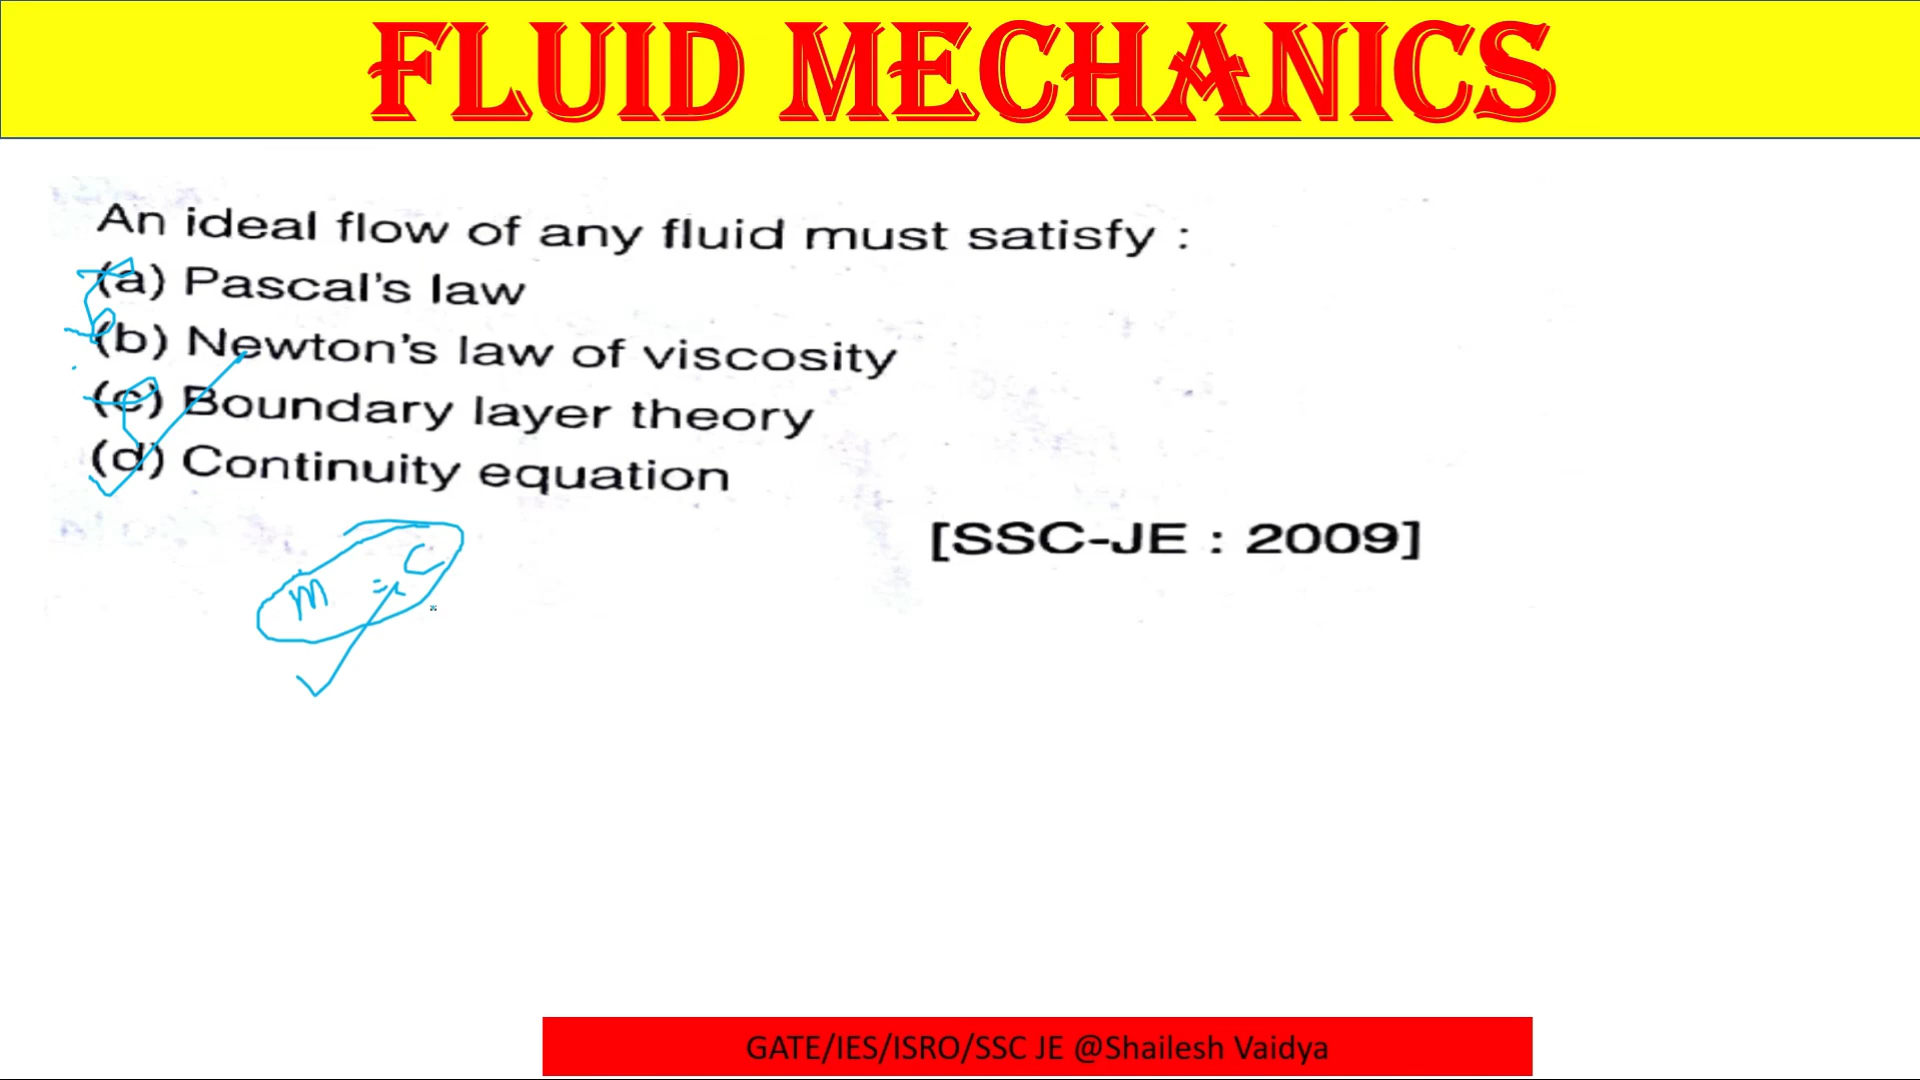 FLUID MECHANICS
An ideal flow of any fluid must satisfy :
(a) Pascal's law
(b) Newton's law of viscosity
(c) Boundary layer theory
(d) Continuity equation
[SSC-JE : 2009]
m = C
GATE/IES/ISRO/SSC JE @Shailesh Vaidya